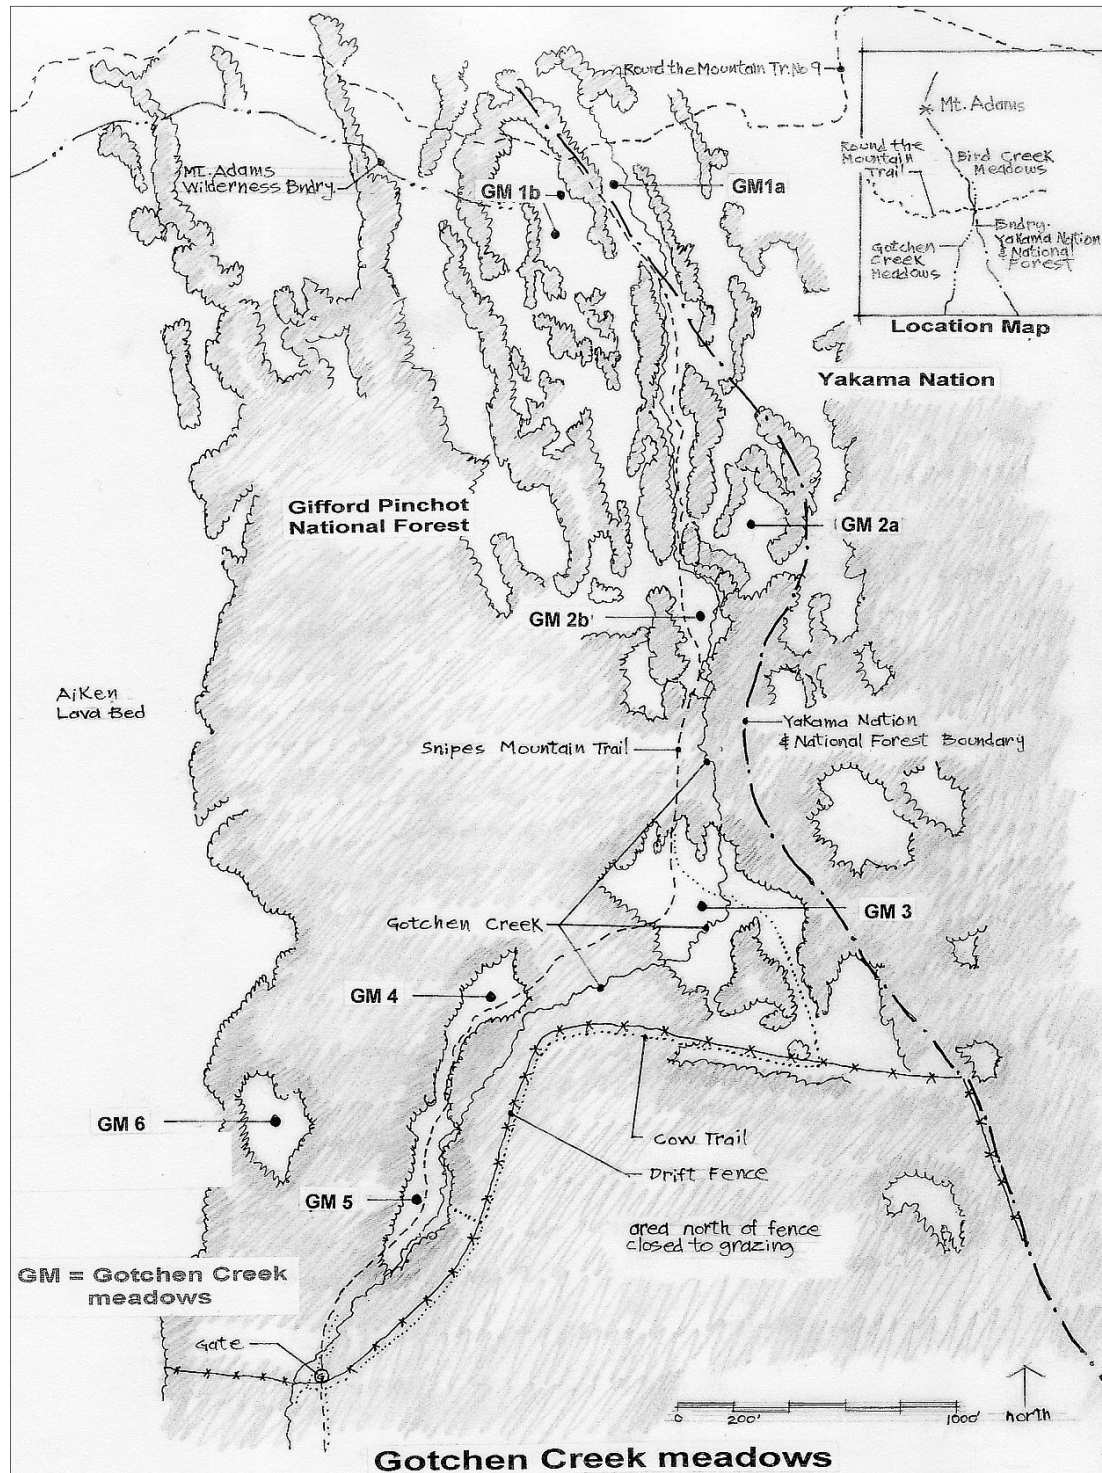 Round the Mountain Tr. No 9
Mt. Adams
Round the
Mountain
Trail
Bird Creek
Meadows
Gotchen
Creek
Meadows
Bndry.
Yakama Nation
& National
Forest
Location Map
Mt. Adams
Wilderness Bndry
GM 1b
GM1a
Yakama Nation
Gifford Pinchot
National Forest
GM 2a
GM 2b
Aiken
Lava Bed
Snipes Mountain Trail
Yakama Nation
& National Forest Boundary
GM 3
Gotchen Creek
GM 4
GM 6
Cow Trail
Drift Fence
GM 5
area north of fence
closed to grazing
GM = Gotchen Creek
meadows
Gate
G
0 200' 1000'
north
Gotchen Creek meadows